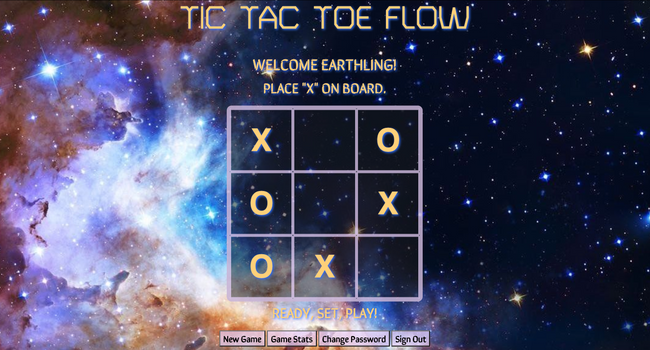 TIC TAC TOE FLOW
WELCOME EARTHLING!
PLACE "X" ON BOARD.
X O
O X
O X
READY, SET, PLAY!
New Game Game Stats Change Password Sign Out